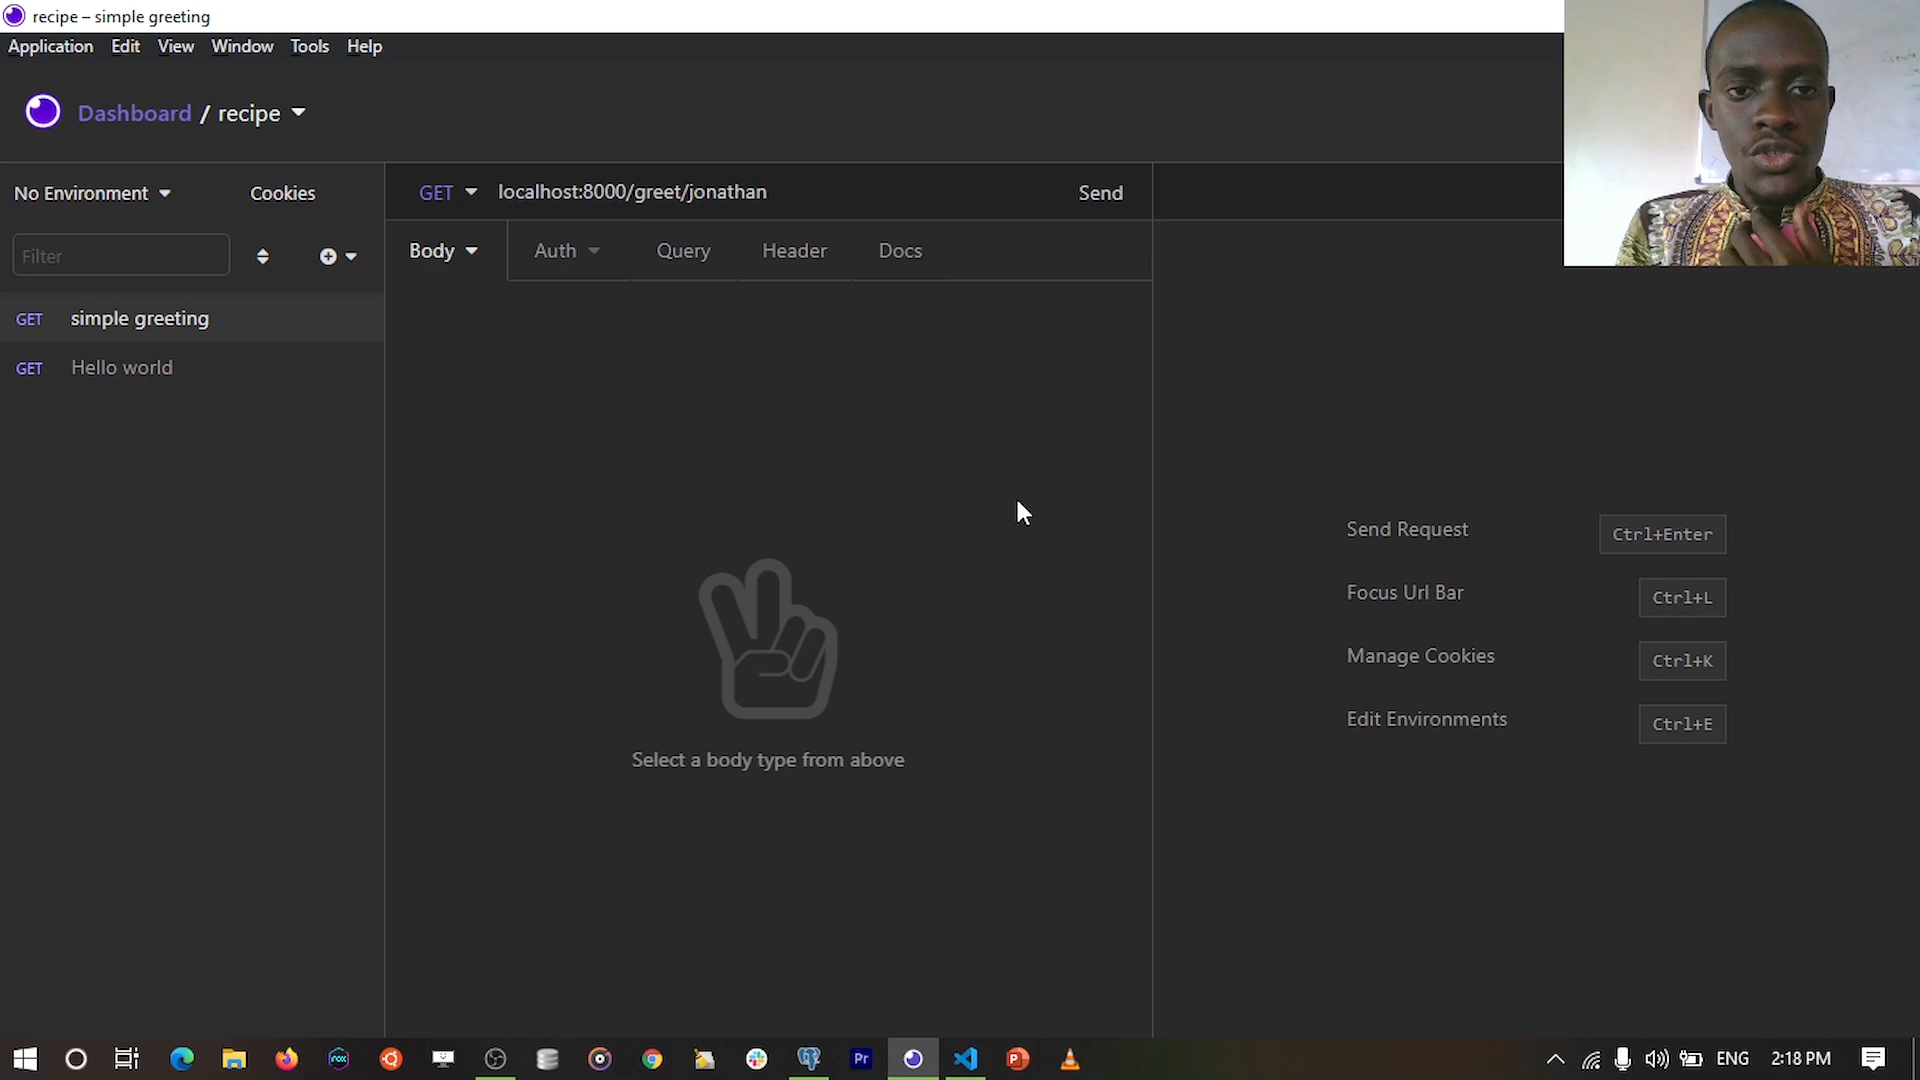 recipe – simple greeting
Application Edit View Window Tools Help
Dashboard / recipe
No Environment Cookies
GET localhost:8000/greet/jonathan Send
Filter
Body Auth Query Header Docs
GET simple greeting
GET Hello world
Select a body type from above
Send Request Ctrl+Enter
Focus Url Bar Ctrl+L
Manage Cookies Ctrl+K
Edit Environments Ctrl+E
nox
Pr
P
ENG 2:18 PM